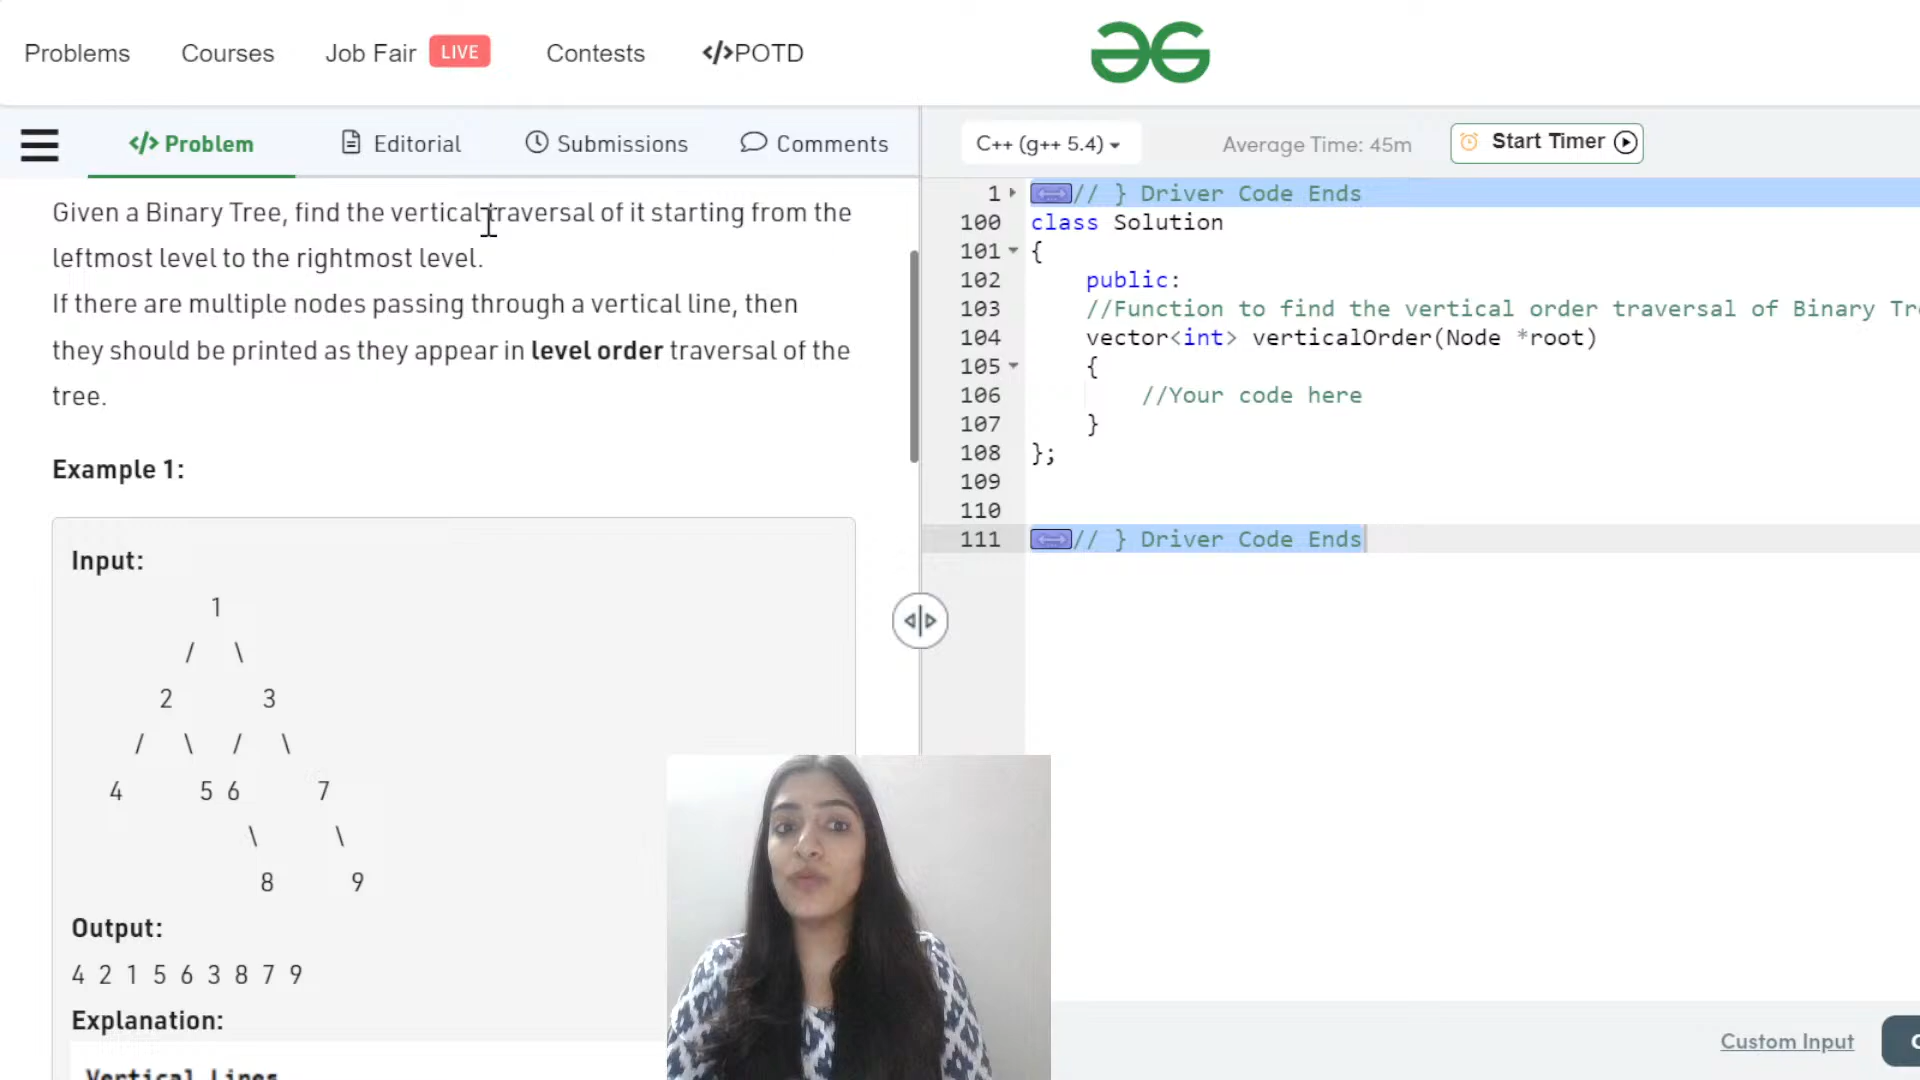 Problems Courses Job Fair LIVE Contests </>POTD
</> Problem Editorial Submissions Comments
Given a Binary Tree, find the vertical traversal of it starting from the
leftmost level to the rightmost level.
If there are multiple nodes passing through a vertical line, then
they should be printed as they appear in level order traversal of the
tree.
Example 1:
Input:
1
/ \
2 3
/ \ / \
4 5 6 7
\ \
8 9
Output:
4 2 1 5 6 3 8 7 9
Explanation:
Vertical Lines
C++ (g++ 5.4) Average Time: 45m Start Timer
1 // } Driver Code Ends
100 class Solution
101 {
102 public:
103 //Function to find the vertical order traversal of Binary Tr
104 vector<int> verticalOrder(Node *root)
105 {
106 //Your code here
107 }
108 };
109
110
111 // } Driver Code Ends
Custom Input